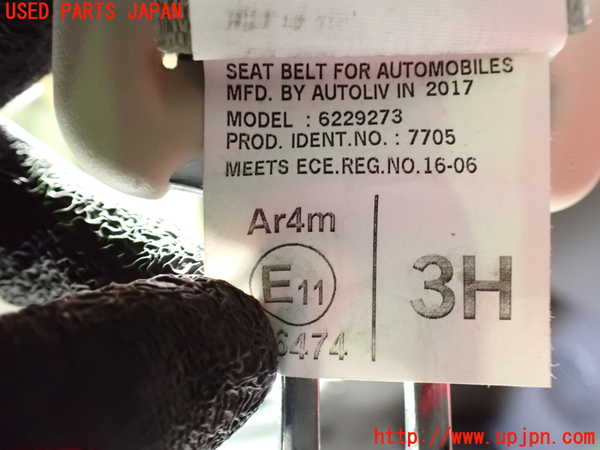 USED PARTS JAPAN
SEAT BELT FOR AUTOMOBILES
MFD. BY AUTOLIV IN 2017
MODEL : 6229273
PROD. IDENT.NO. : 7705
MEETS ECE.REG.NO.16-06
Ar4m
E11
3H
http://www.upjpn.com/